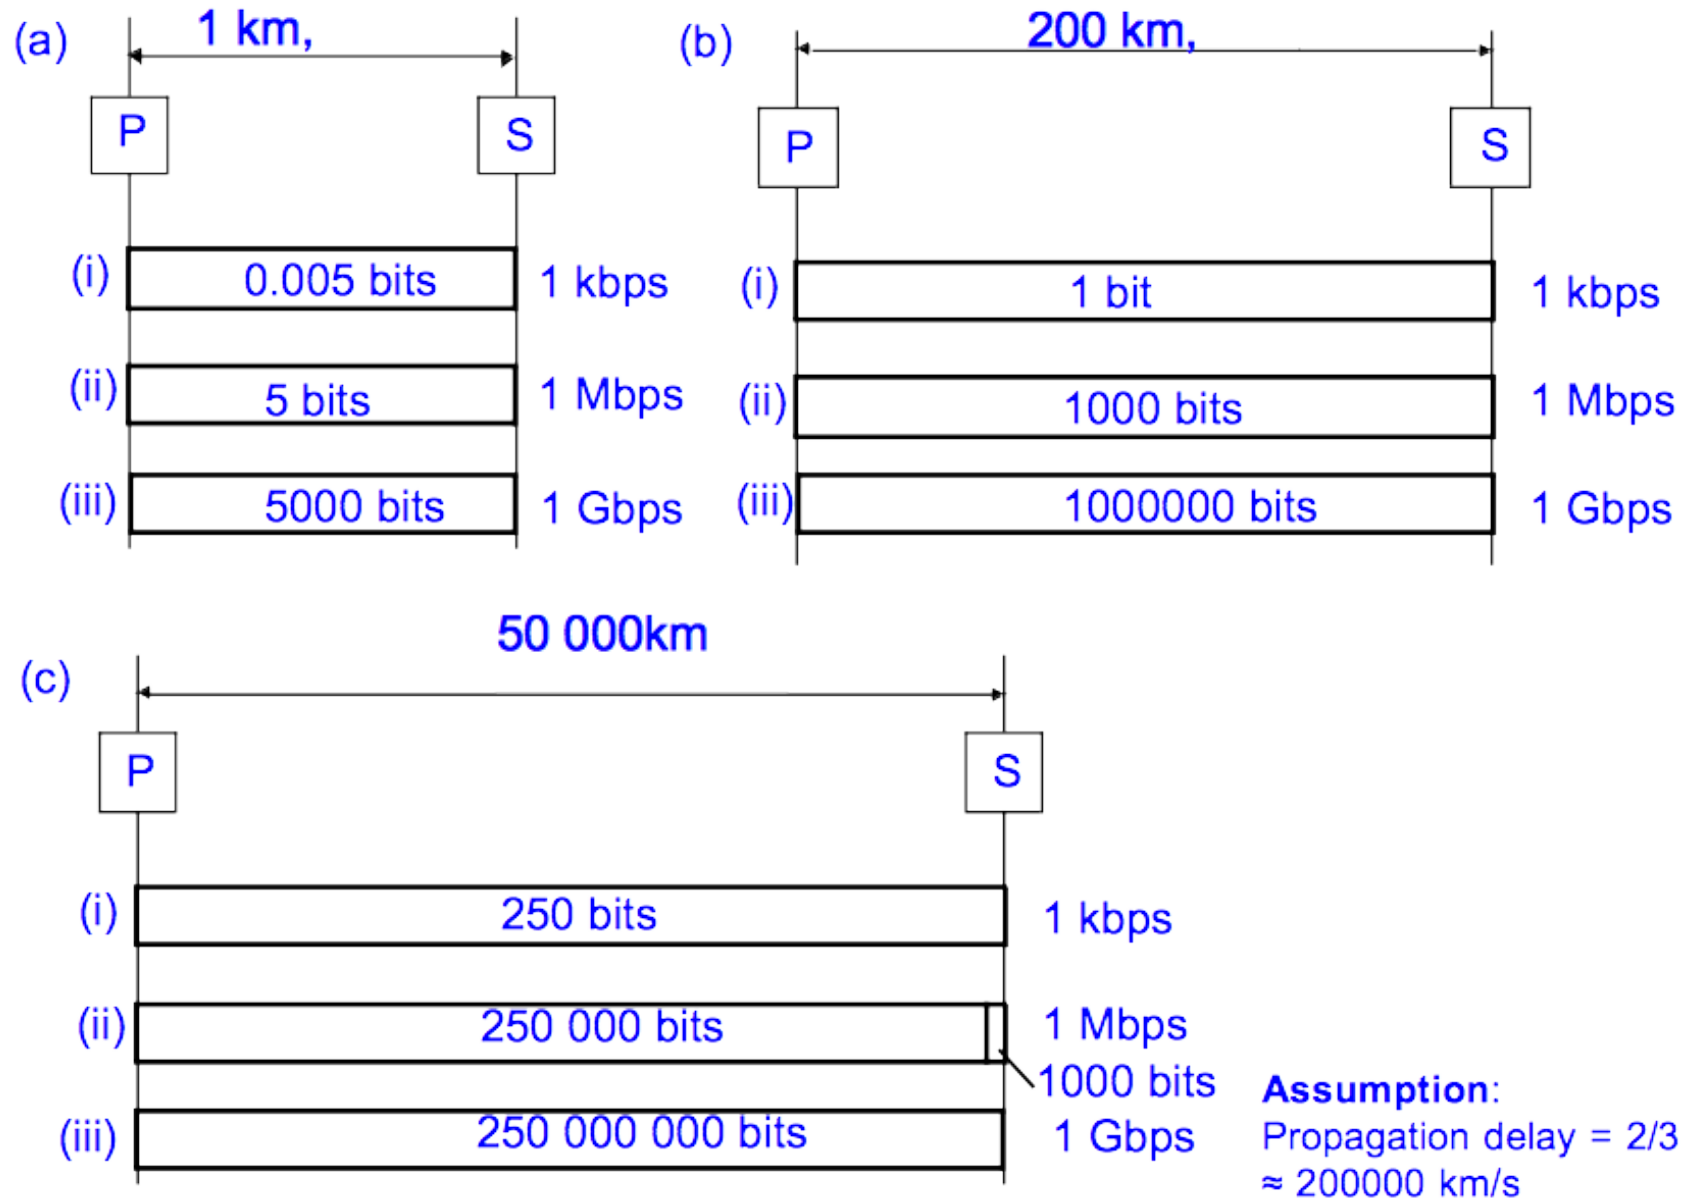 (a)
1 km,
P
S
(i)
0.005 bits
1 kbps
(ii)
5 bits
1 Mbps
(iii)
5000 bits
1 Gbps
(b)
200 km,
P
S
(i)
1 bit
1 kbps
(ii)
1000 bits
1 Mbps
(iii)
1000000 bits
1 Gbps
(c)
50 000km
P
S
(i)
250 bits
1 kbps
(ii)
250 000 bits
1 Mbps
1000 bits
(iii)
250 000 000 bits
1 Gbps
Assumption:
Propagation delay = 2/3
≈ 200000 km/s